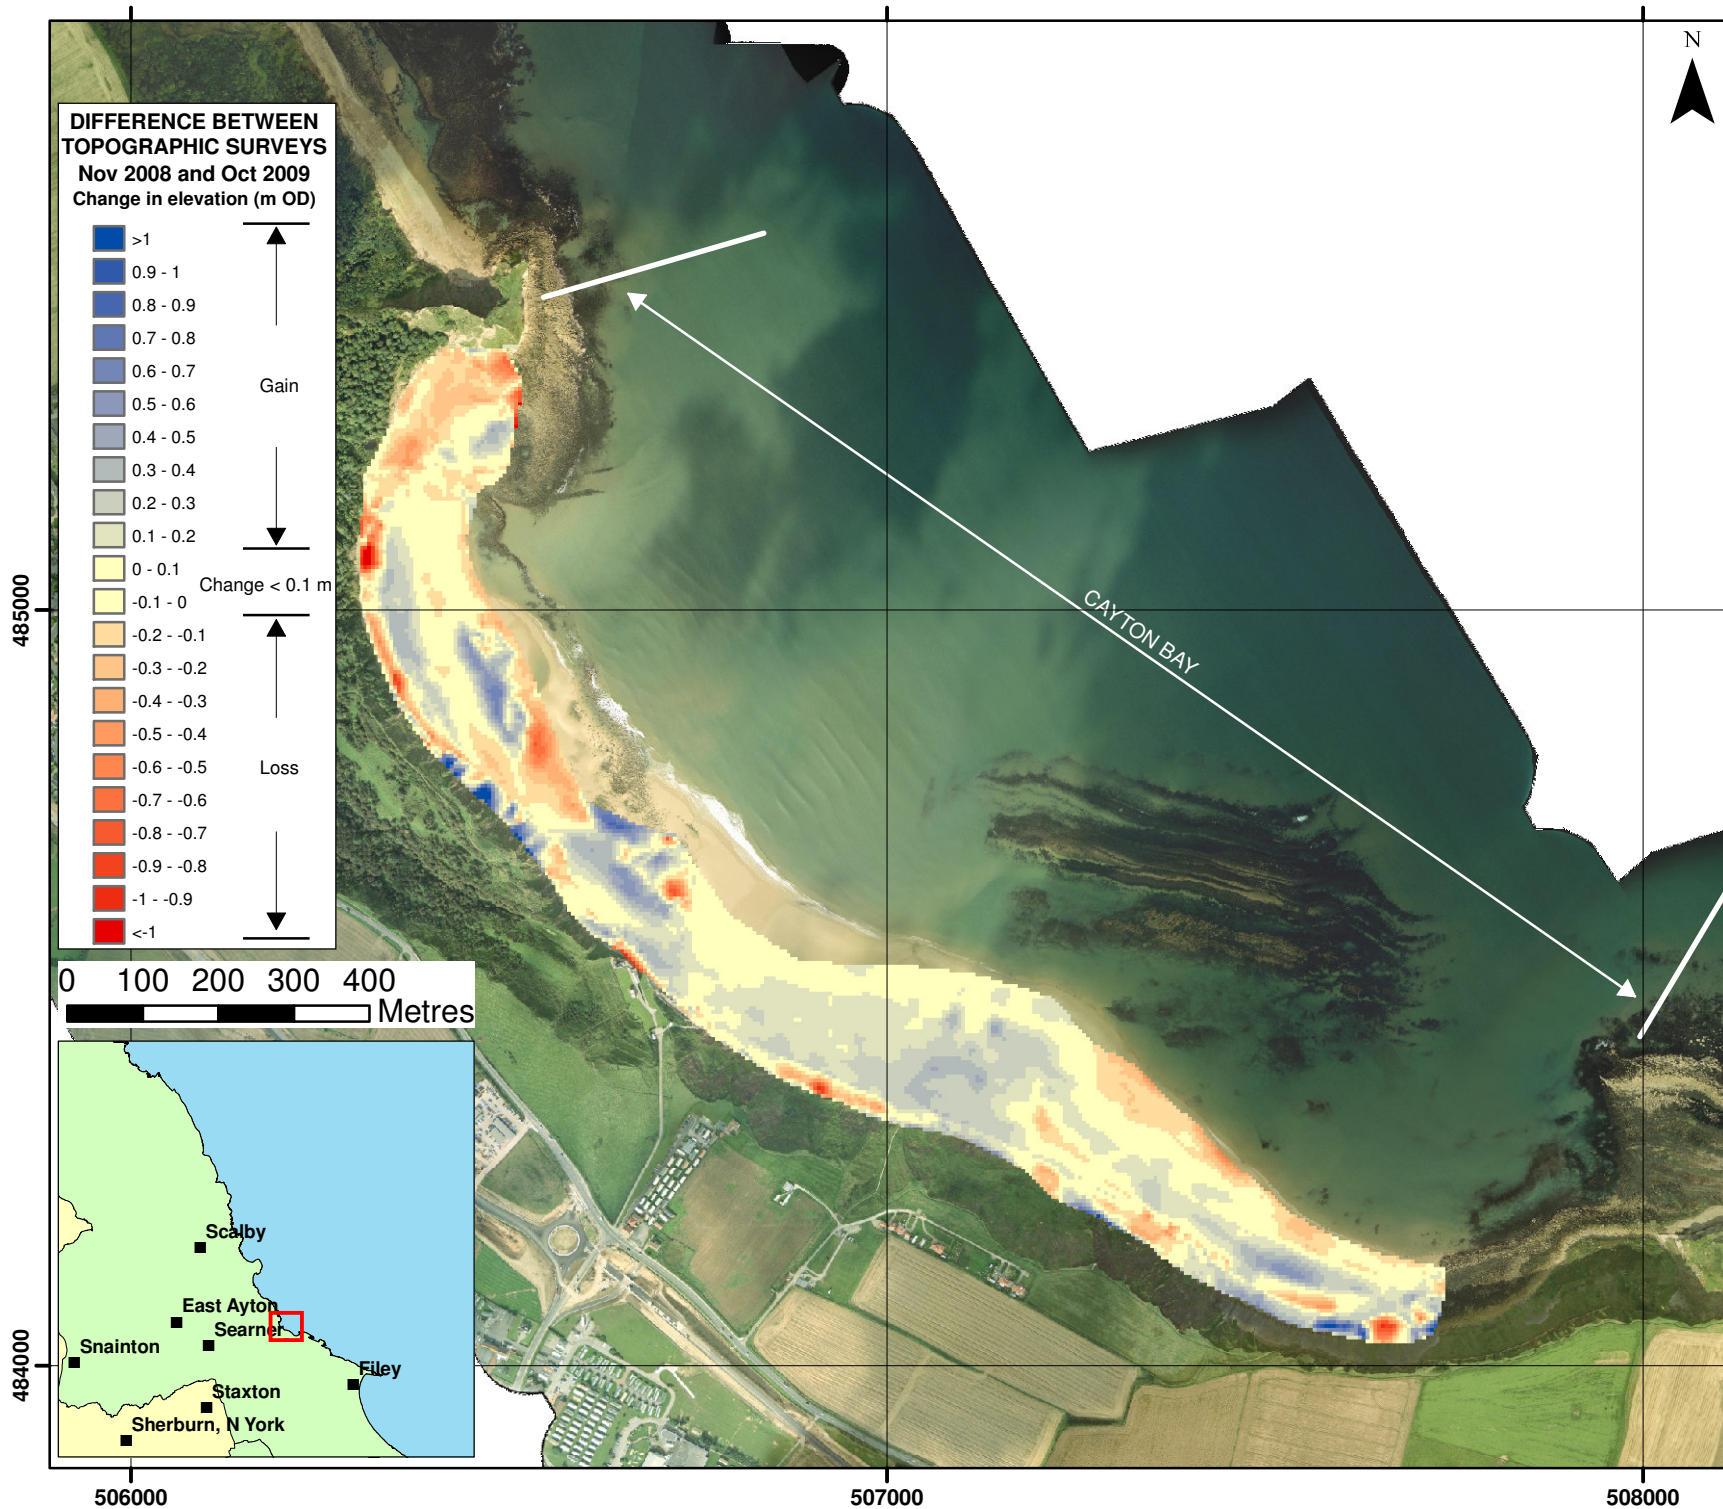 N
DIFFERENCE BETWEEN
TOPOGRAPHIC SURVEYS
Nov 2008 and Oct 2009
Change in elevation (m OD)
>1
0.9 - 1
0.8 - 0.9
0.7 - 0.8
0.6 - 0.7
0.5 - 0.6
0.4 - 0.5
0.3 - 0.4
0.2 - 0.3
0.1 - 0.2
0 - 0.1
-0.1 - 0
-0.2 - -0.1
-0.3 - -0.2
-0.4 - -0.3
-0.5 - -0.4
-0.6 - -0.5
-0.7 - -0.6
-0.8 - -0.7
-0.9 - -0.8
-1 - -0.9
<-1
Gain
Change < 0.1 m
Loss
CAYTON BAY
485000
484000
0 100 200 300 400
Metres
Scalby
East Ayton
Searner
Snainton
Filey
Staxton
Sherburn, N York
506000 507000 508000